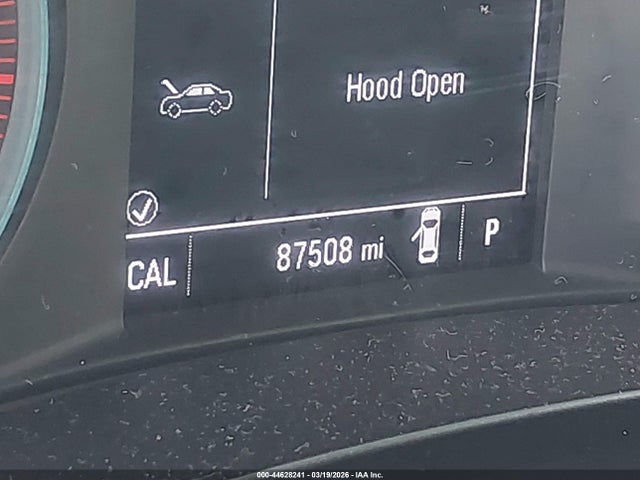 Hood Open
CAL
87508 mi
P
000-44628241 - 03/19/2026 - IAA Inc.